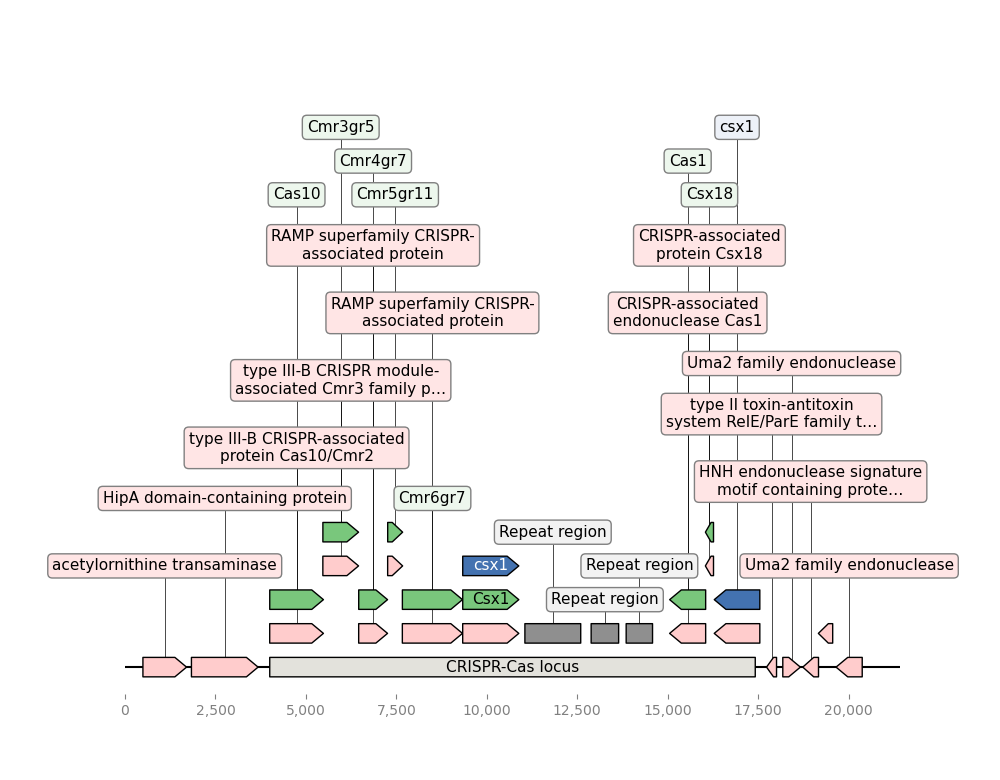 Cmr3gr5
csx1
Cmr4gr7
Cas1
Cas10
Cmr5gr11
Csx18
RAMP superfamily CRISPR-
associated protein
CRISPR-associated
protein Csx18
RAMP superfamily CRISPR-
associated protein
CRISPR-associated
endonuclease Cas1
Uma2 family endonuclease
type III-B CRISPR module-
associated Cmr3 family p...
type II toxin-antitoxin
system RelE/ParE family t...
type III-B CRISPR-associated
protein Cas10/Cmr2
HNH endonuclease signature
motif containing prote...
HipA domain-containing protein
Cmr6gr7
Repeat region
acetylornithine transaminase
csx1
Repeat region
Uma2 family endonuclease
Csx1
Repeat region
CRISPR-Cas locus
0
2,500
5,000
7,500
10,000
12,500
15,000
17,500
20,000